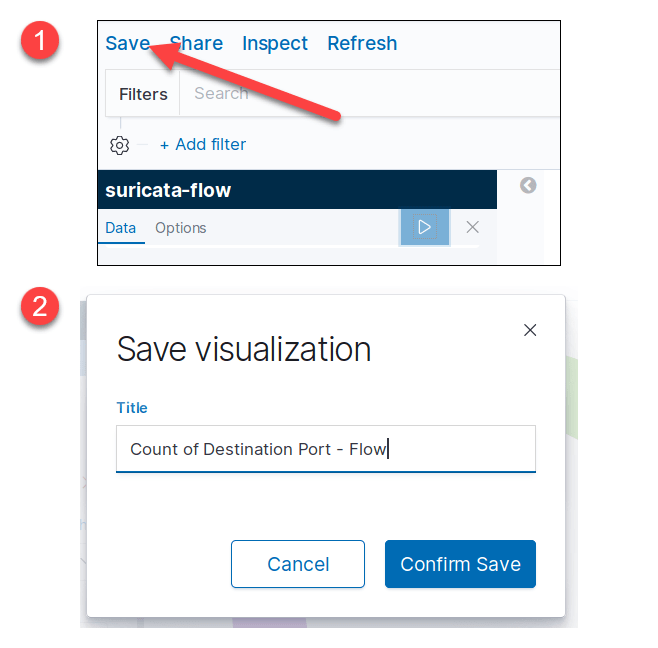 1
Save Share Inspect Refresh
Filters Search
+ Add filter
suricata-flow
Data Options
2
Save visualization
Title
Count of Destination Port - Flow
Cancel Confirm Save